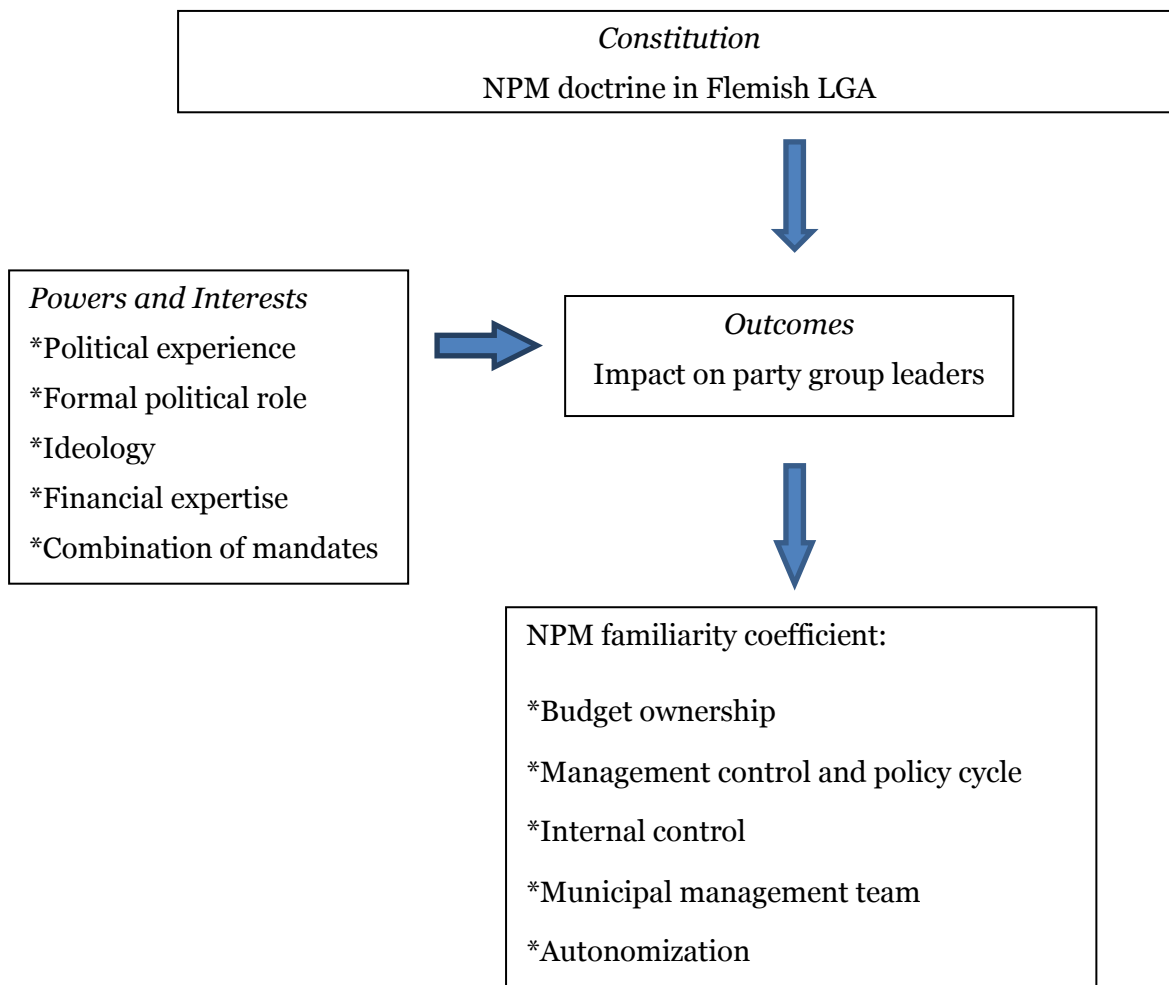 Constitution
NPM doctrine in Flemish LGA
Powers and Interests
*Political experience
*Formal political role
*Ideology
*Financial expertise
*Combination of mandates
Outcomes
Impact on party group leaders
NPM familiarity coefficient:
*Budget ownership
*Management control and policy cycle
*Internal control
*Municipal management team
*Autonomization